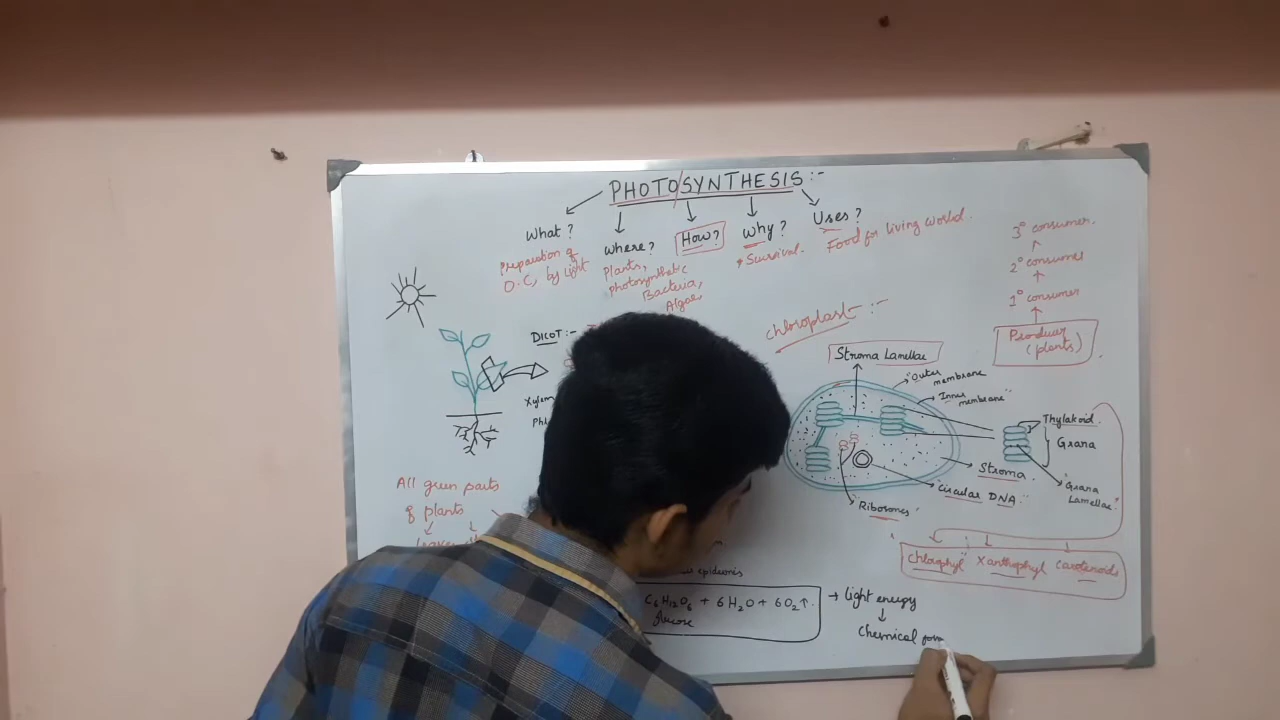 PHOTOSYNTHESIS :-
What?
Preparation of
O.C, by Light
Where?
Plants,
photosynthetic
Bacteria,
Algae
How?
Why?
Survival.
Uses?
Food for living world.
3° consumer.
2° consumer
1° consumer
Producer
(plants)
DICOT:-
Xylem
All green parts
of plants
chloroplast :-
Stroma Lamellae
"Outer
membrane
"Inner
membrane"
Thylakoid
Grana
"Grana
Lamellae"
Stroma
"Circular DNA"
Ribosomes"
Chlorophyl" Xanthophyl Carotenoids
epidermis
C6H12O6 + 6H2O + 6O2↑.
glucose
→ light energy
↓
Chemical